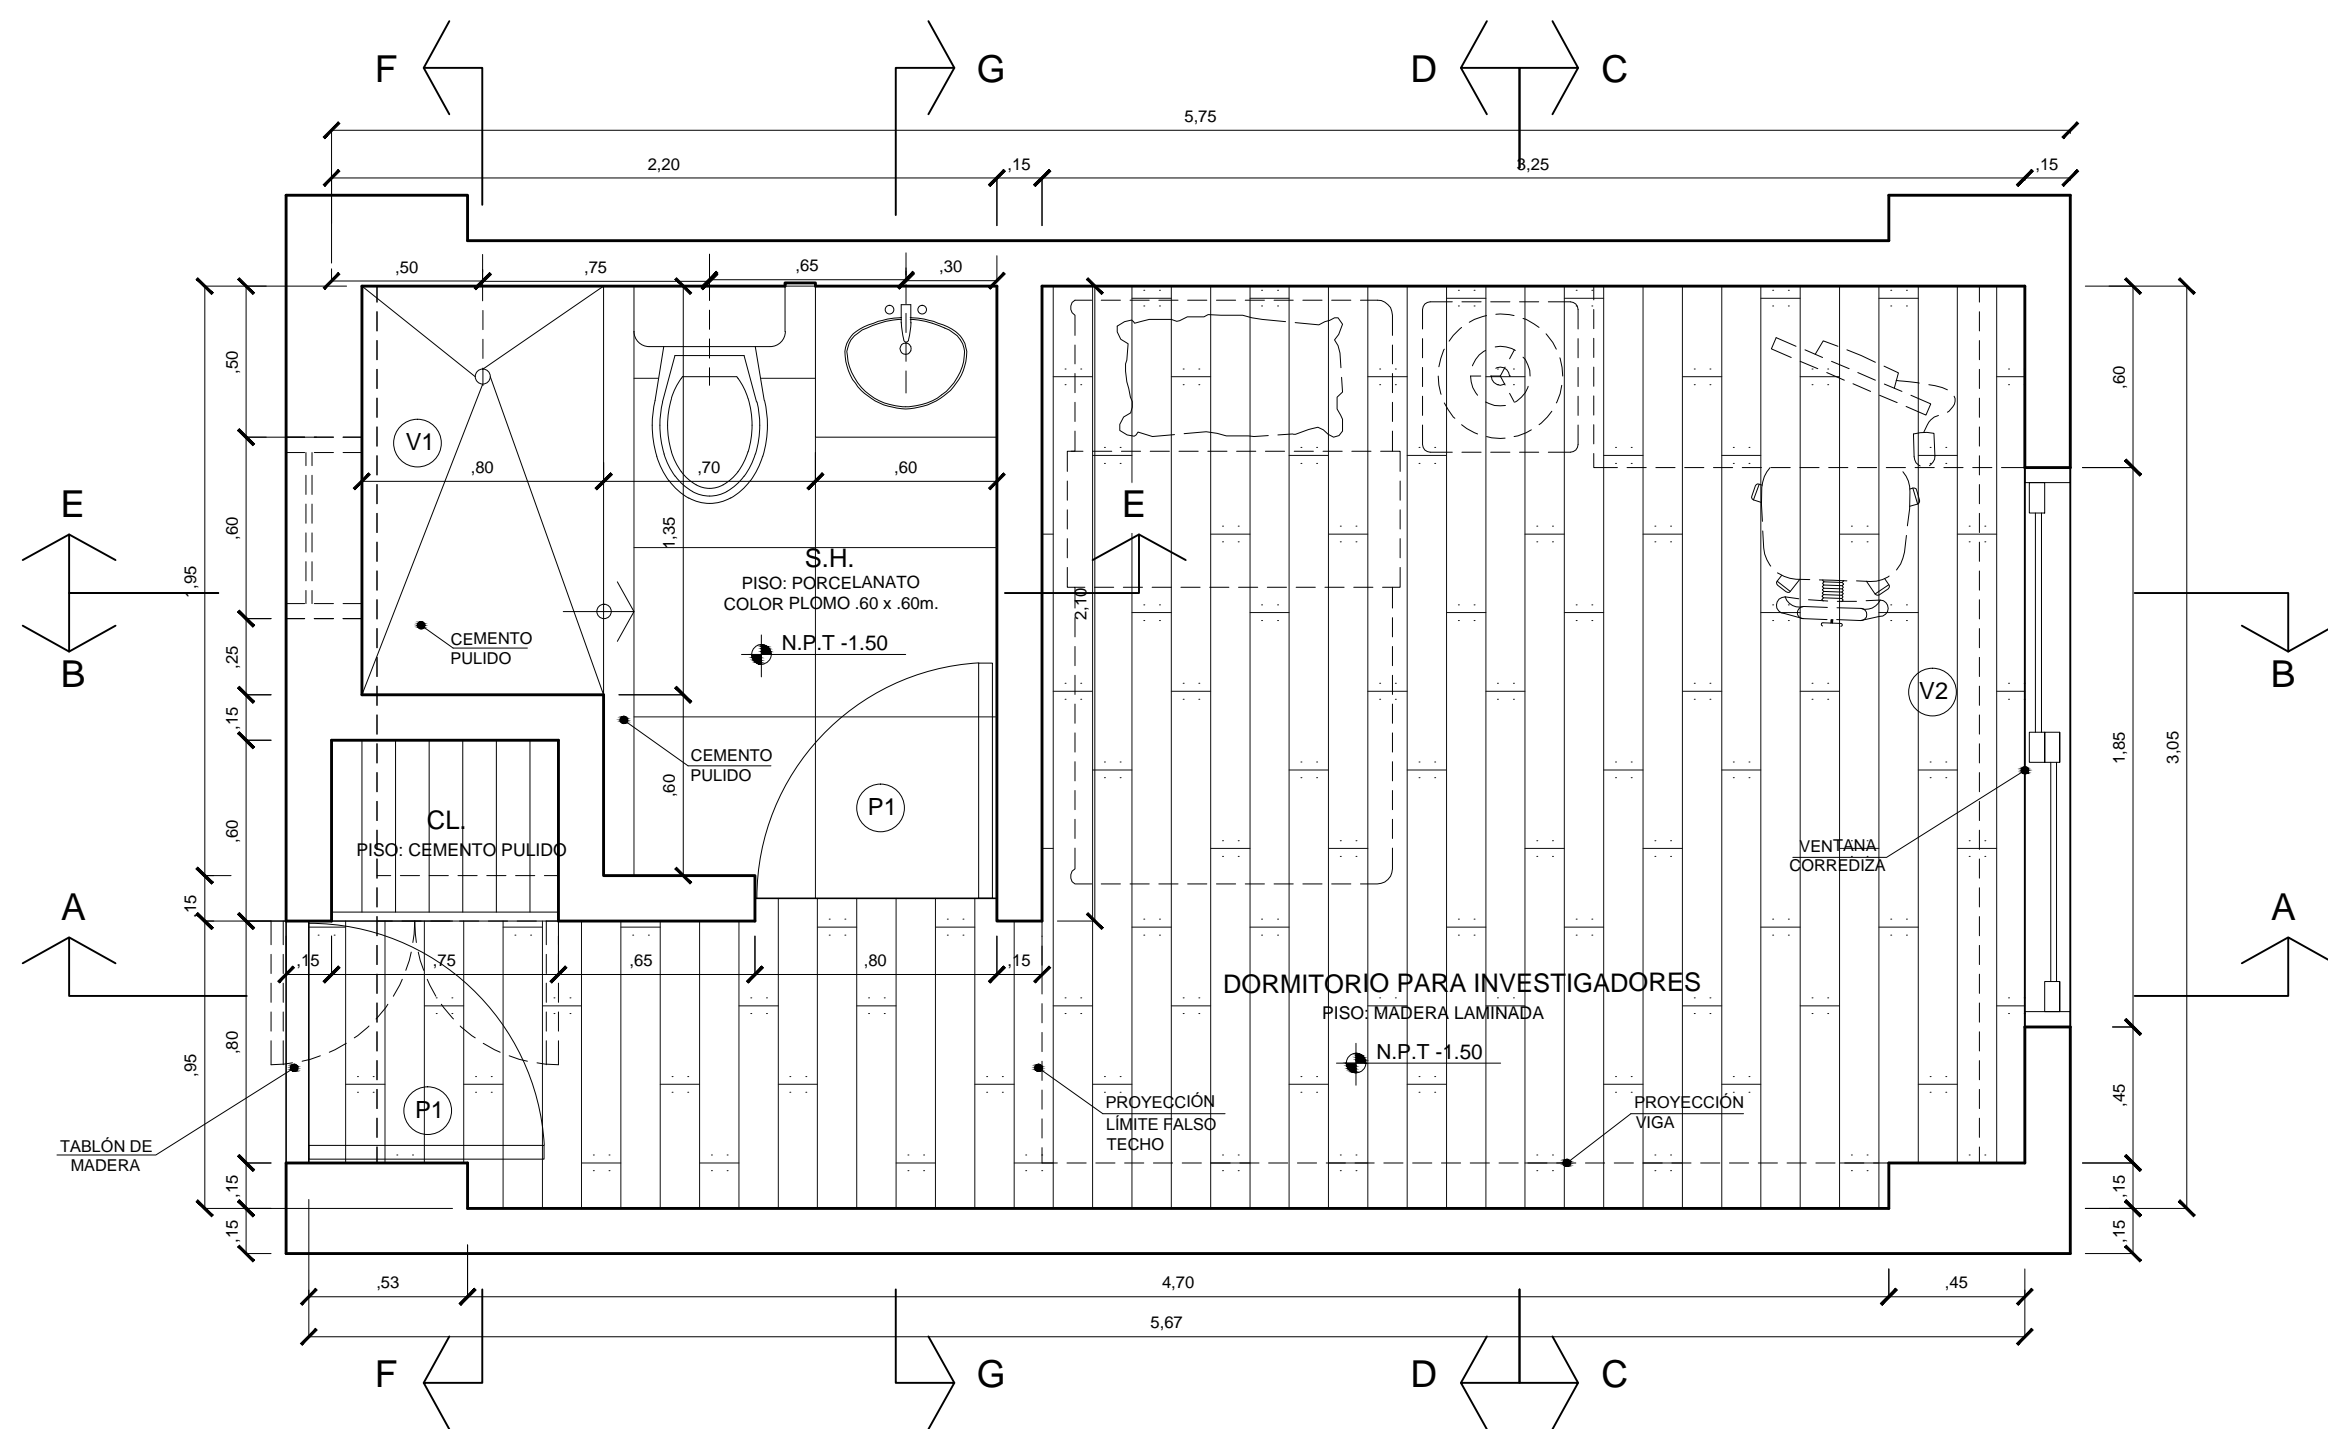 F
G
D
C
5,75
2,20
,15
3,25
,15
,50
,75
,65
,30
,50
,60
V1
,80
,70
,60
E
E
,60
1,95
1,35
S.H.
PISO: PORCELANATO
COLOR PLOMO .60 x .60m.
2,10
CEMENTO
PULIDO
N.P.T -1.50
,25
B
B
V2
,15
CEMENTO
PULIDO
1,85
3,05
,60
,60
P1
CL.
PISO: CEMENTO PULIDO
VENTANA
CORREDIZA
A
,15
A
,15
,75
,65
,80
,15
DORMITORIO PARA INVESTIGADORES
PISO: MADERA LAMINADA
N.P.T -1.50
,80
,95
P1
PROYECCIÓN
LÍMITE FALSO
TECHO
PROYECCIÓN
VIGA
,45
TABLÓN DE
MADERA
,15
,15
,15
,15
,53
4,70
,45
5,67
F
G
D
C